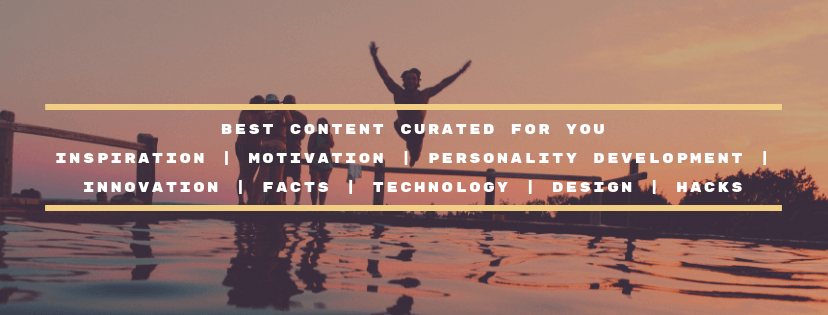 BEST CONTENT CURATED FOR YOU
INSPIRATION | MOTIVATION | PERSONALITY DEVELOPMENT |
INNOVATION | FACTS | TECHNOLOGY | DESIGN | HACKS